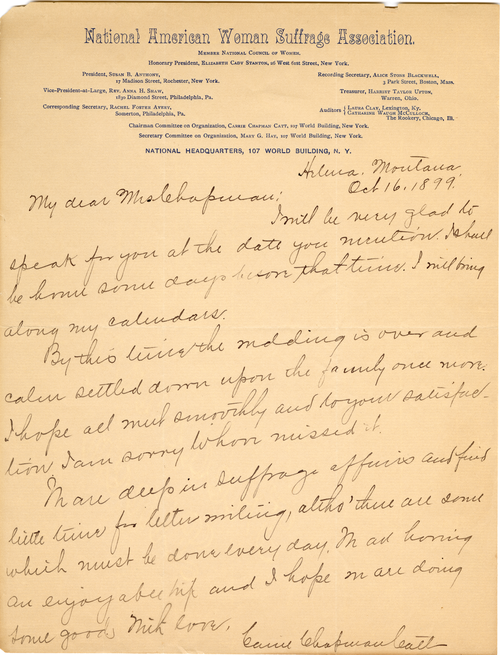 National American Woman Suffrage Association.
MEMBER NATIONAL COUNCIL OF WOMEN.
Honorary President, ELIZABETH CADY STANTON, 26 West 61st Street, New York.
President, SUSAN B. ANTHONY,
17 Madison Street, Rochester, New York.
Vice-President-at-Large, REV. ANNA H. SHAW,
1830 Diamond Street, Philadelphia, Pa.
Corresponding Secretary, RACHEL FOSTER AVERY,
Somerton, Philadelphia, Pa.
Recording Secretary, ALICE STONE BLACKWELL,
3 Park Street, Boston, Mass.
Treasurer, HARRIET TAYLOR UPTON,
Warren, Ohio.
Auditors { LAURA CLAY, Lexington, Ky.
CATHARINE WAUGH MCCULLOCH,
The Rookery, Chicago, Ill.
Chairman Committee on Organization, CARRIE CHAPMAN CATT, 107 World Building, New York.
Secretary Committee on Organization, MARY G. HAY, 107 World Building, New York.
NATIONAL HEADQUARTERS, 107 WORLD BUILDING, N. Y.
Helena, Montana,
Oct 16, 1899.
My dear Mrs Chapman;
I will be very glad to
speak for you at the date you mention. I shall
be home some days before that time. I will bring
along my calendars.
By this time the wedding is over and
calm settled down upon the family once more.
I hope all went smoothly and to your satisfac-
tion. I am sorry to have missed it.
We are deep in suffrage affairs and find
little time for letter writing, altho' there are some
which must be done every day. We are having
an enjoyable trip and I hope we are doing
some good. With love,
Carrie Chapman Catt